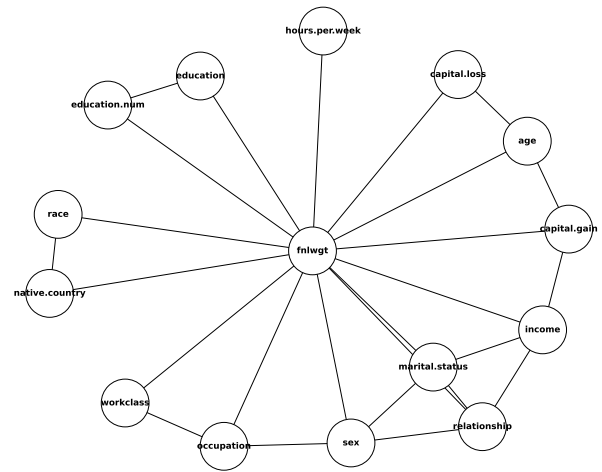 hours.per.week
capital.loss
education
education.num
age
race
capital.gain
fnlwgt
native.country
income
marital.status
workclass
relationship
sex
occupation